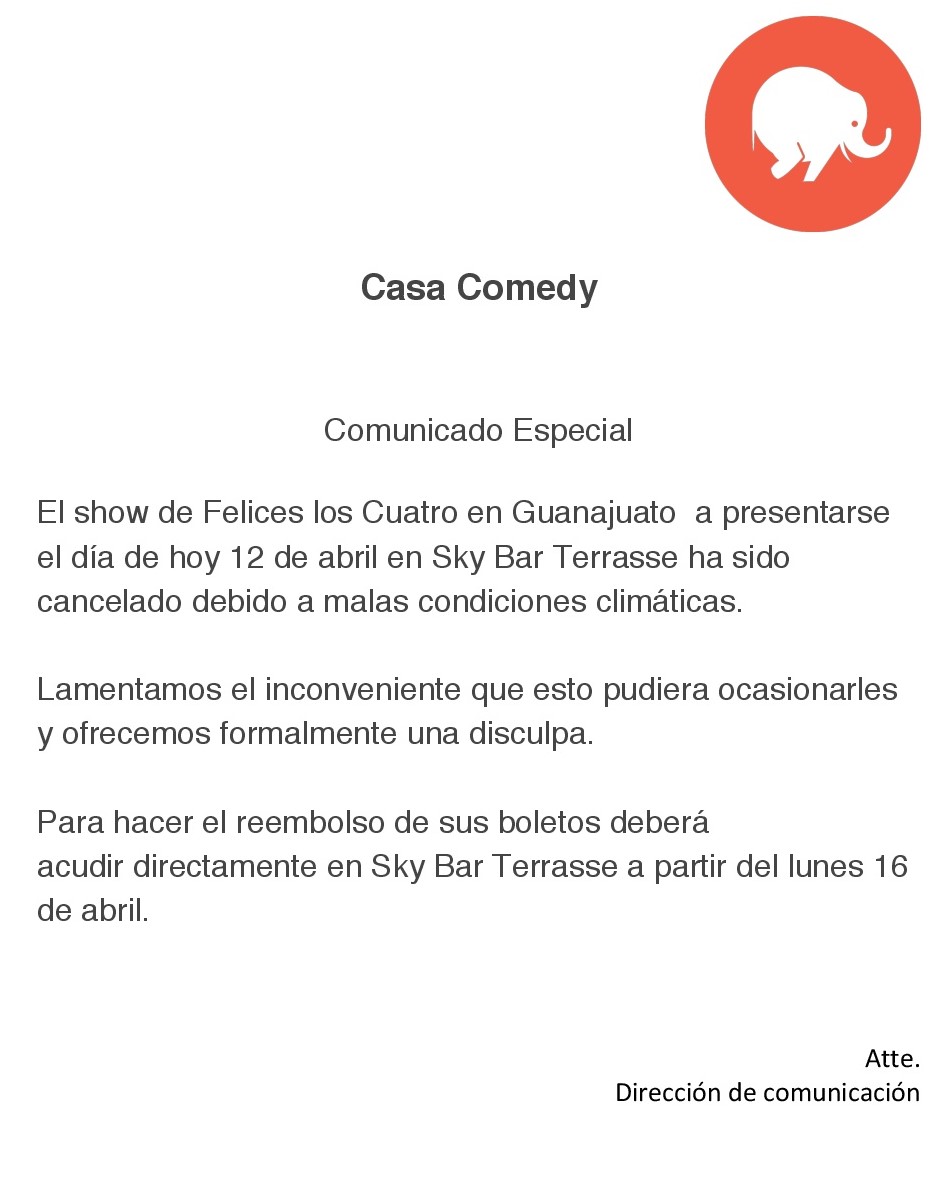 Casa Comedy
Comunicado Especial
El show de Felices los Cuatro en Guanajuato  a presentarse
el día de hoy 12 de abril en Sky Bar Terrasse ha sido
cancelado debido a malas condiciones climáticas.
Lamentamos el inconveniente que esto pudiera ocasionarles
y ofrecemos formalmente una disculpa.
Para hacer el reembolso de sus boletos deberá
acudir directamente en Sky Bar Terrasse a partir del lunes 16
de abril.
Atte.
Dirección de comunicación